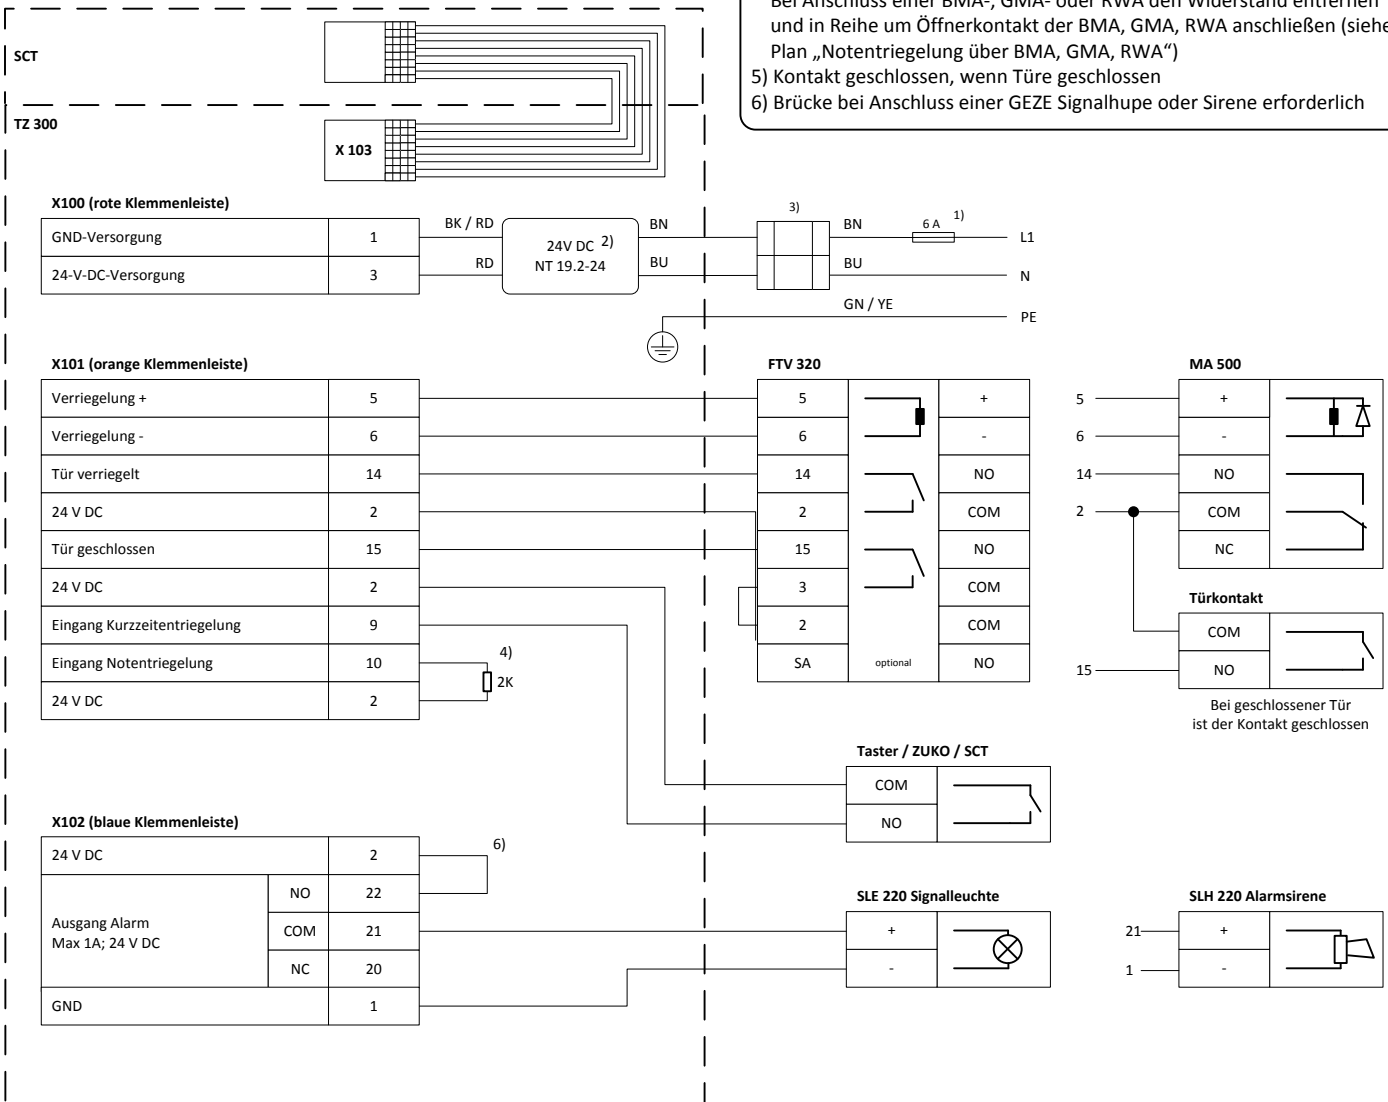 Bei Anschluss einer BMA-, GMA- oder RWA den Widerstand entfernen
und in Reihe um Öffnerkontakt der BMA, GMA, RWA anschließen (siehe
Plan „Notentriegelung über BMA, GMA, RWA“)
5) Kontakt geschlossen, wenn Türe geschlossen
6) Brücke bei Anschluss einer GEZE Signalhupe oder Sirene erforderlich
SCT
TZ 300
X 103
X100 (rote Klemmenleiste)
GND-Versorgung 1
24-V-DC-Versorgung 3
BK / RD
RD
24V DC 2)
NT 19.2-24
BN
BU
3)
BN
BU
6 A 1)
L1
N
GN / YE
PE
X101 (orange Klemmenleiste)
Verriegelung + 5
Verriegelung - 6
Tür verriegelt 14
24 V DC 2
Tür geschlossen 15
24 V DC 2
Eingang Kurzzeitentriegelung 9
Eingang Notentriegelung 10
24 V DC 2
4)
2K
FTV 320
5 +
6 -
14 NO
2 COM
15 NO
3 COM
2 COM
SA optional NO
MA 500
5 +
6 -
14 NO
2 COM
NC
Türkontakt
COM
15 NO
Bei geschlossener Tür
ist der Kontakt geschlossen
Taster / ZUKO / SCT
COM
NO
X102 (blaue Klemmenleiste)
24 V DC 2
Ausgang Alarm
Max 1A; 24 V DC
NO 22
COM 21
NC 20
GND 1
6)
SLE 220 Signalleuchte
+
-
SLH 220 Alarmsirene
21 +
1 -